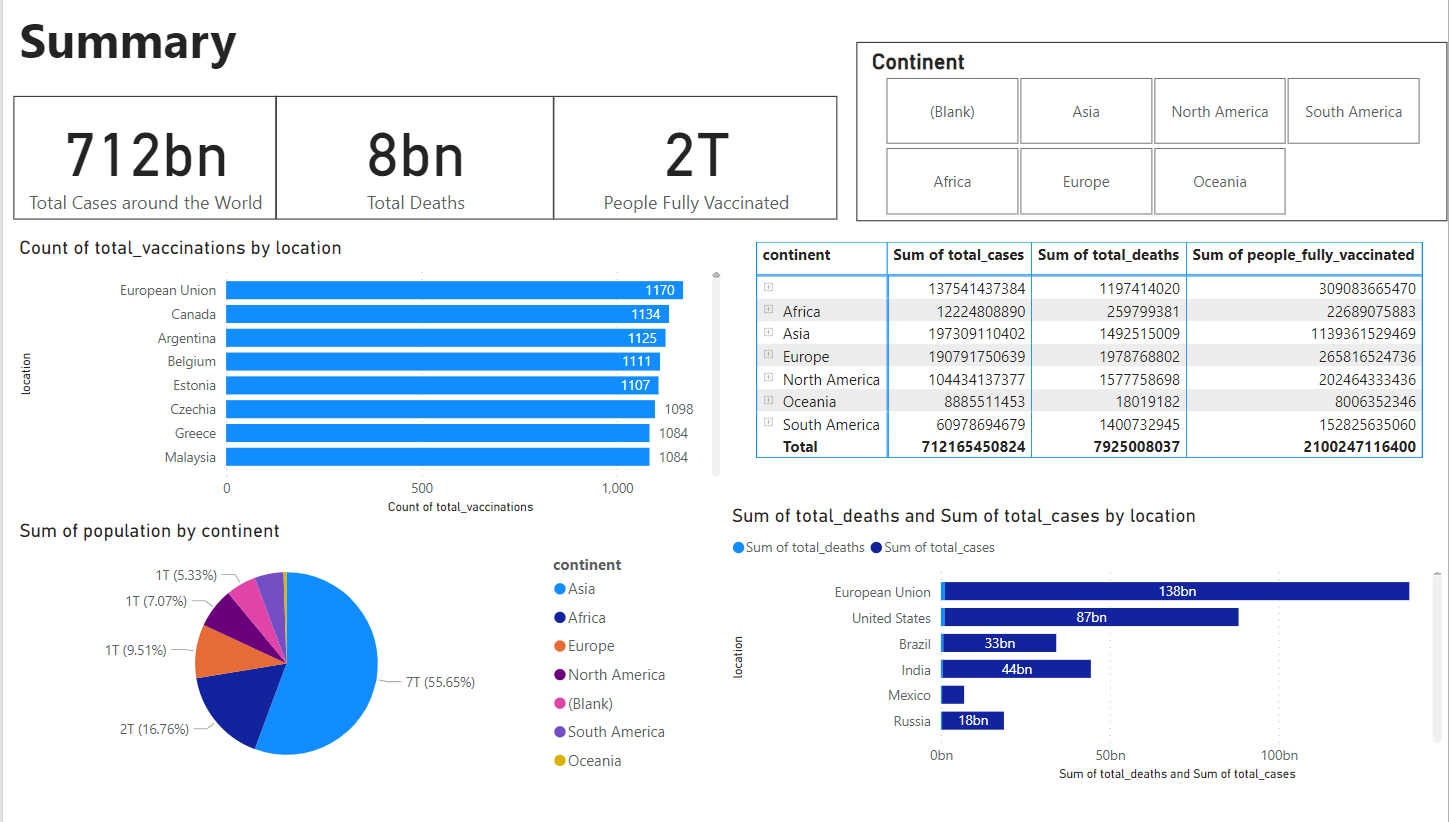 Summary
712bn
Total Cases around the World
8bn
Total Deaths
2T
People Fully Vaccinated
Continent
(Blank)
Asia
North America
South America
Africa
Europe
Oceania
Count of total_vaccinations by location
location
European Union 1170
Canada 1134
Argentina 1125
Belgium 1111
Estonia 1107
Czechia 1098
Greece 1084
Malaysia 1084
0 500 1,000
Count of total_vaccinations
continent Sum of total_cases Sum of total_deaths Sum of people_fully_vaccinated
137541437384 1197414020 309083665470
Africa 12224808890 259799381 22689075883
Asia 197309110402 1492515009 1139361529469
Europe 190791750639 1978768802 265816524736
North America 104434137377 1577758698 202464333436
Oceania 8885511453 18019182 8006352346
South America 60978694679 1400732945 152825635060
Total 712165450824 7925008037 2100247116400
Sum of population by continent
1T (5.33%)
1T (7.07%)
1T (9.51%)
2T (16.76%)
7T (55.65%)
continent
Asia
Africa
Europe
North America
(Blank)
South America
Oceania
Sum of total_deaths and Sum of total_cases by location
Sum of total_deaths Sum of total_cases
location
European Union 138bn
United States 87bn
Brazil 33bn
India 44bn
Mexico
Russia 18bn
0bn 50bn 100bn
Sum of total_deaths and Sum of total_cases